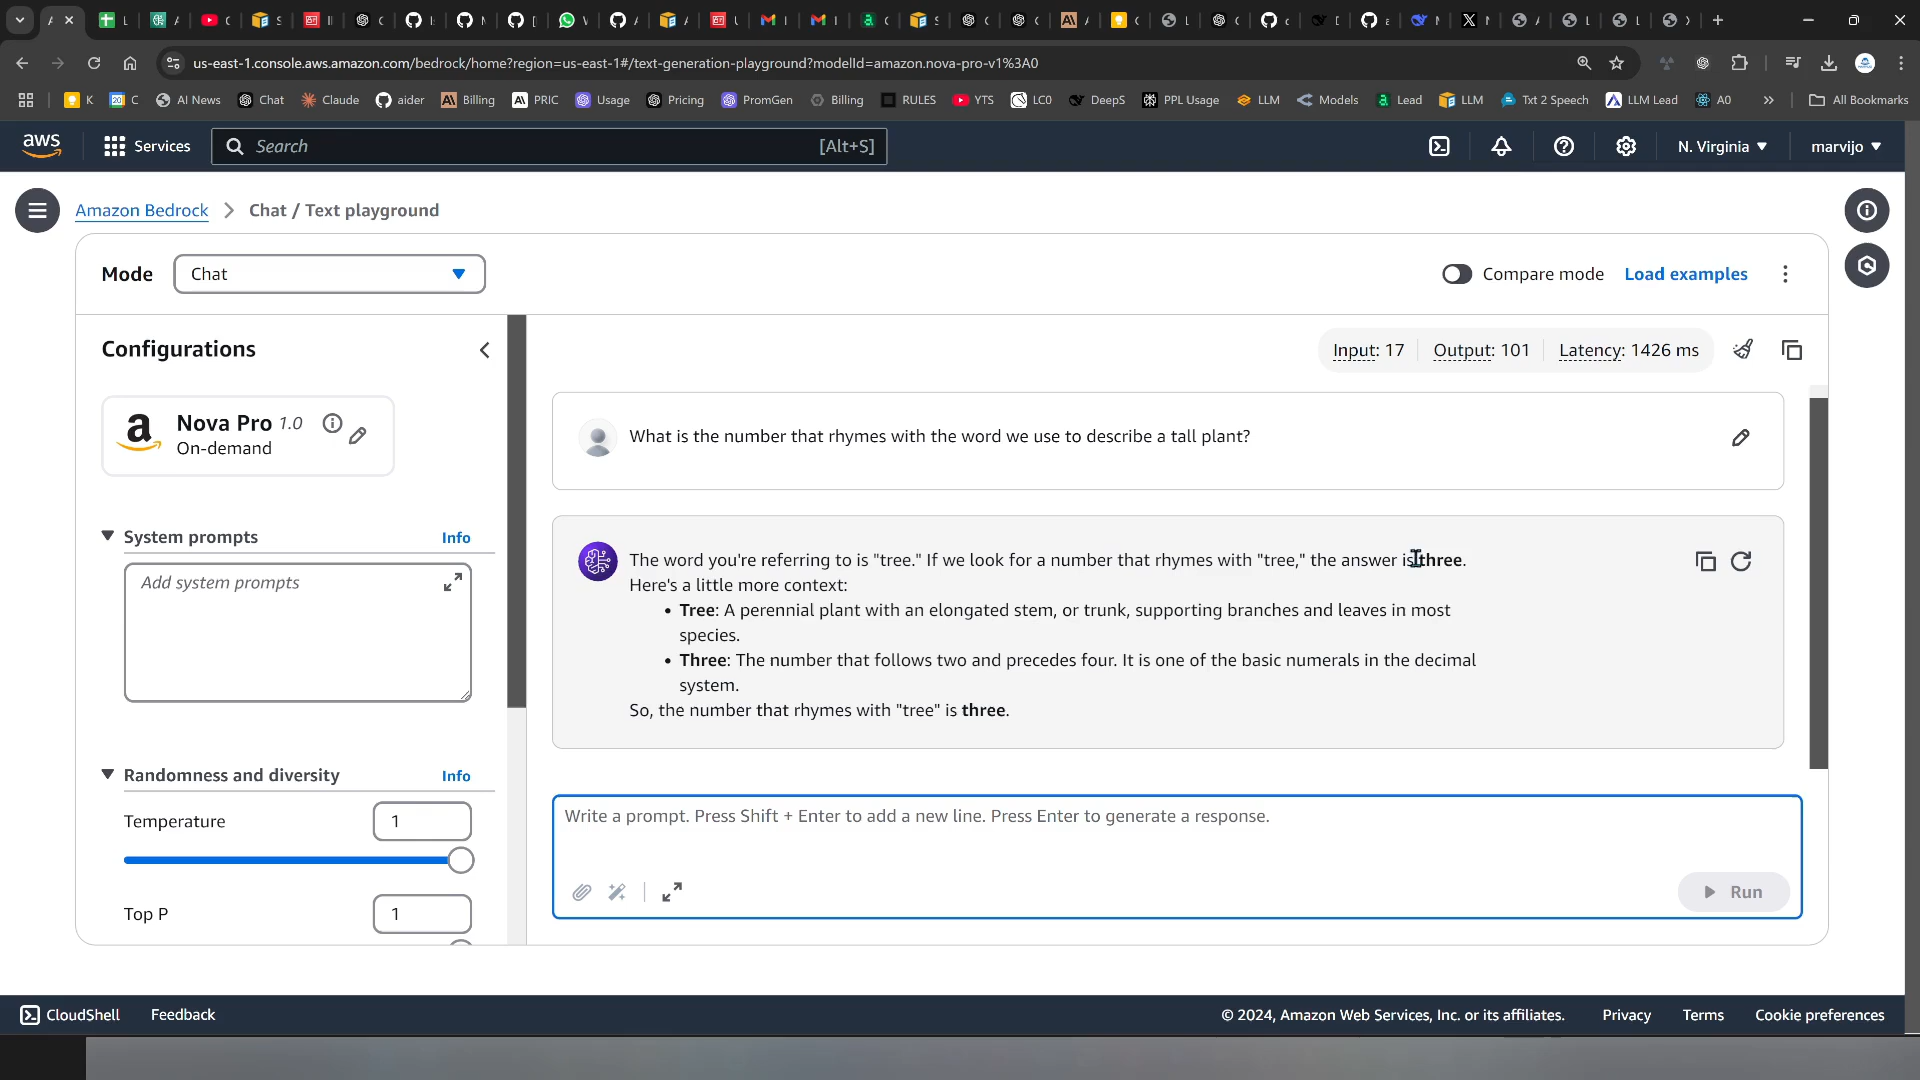 us-east-1.console.aws.amazon.com/bedrock/home?region=us-east-1#/text-generation-playground?modelId=amazon.nova-pro-v1%3A0
K C AI News Chat Claude aider Billing PRIC Usage Pricing PromGen Billing RULES YTS LC0 DeepS PPL Usage LLM Models Lead LLM Txt 2 Speech LLM Lead A0 » All Bookmarks
aws Services Search [Alt+S] N. Virginia marvijo
Amazon Bedrock > Chat / Text playground
Mode Chat Compare mode Load examples
Configurations
Input: 17 Output: 101 Latency: 1426 ms
Nova Pro 1.0
On-demand
What is the number that rhymes with the word we use to describe a tall plant?
System prompts Info
Add system prompts
The word you're referring to is "tree." If we look for a number that rhymes with "tree," the answer is three.
Here's a little more context:
• Tree: A perennial plant with an elongated stem, or trunk, supporting branches and leaves in most
species.
• Three: The number that follows two and precedes four. It is one of the basic numerals in the decimal
system.
So, the number that rhymes with "tree" is three.
Randomness and diversity Info
Temperature 1
Top P 1
Write a prompt. Press Shift + Enter to add a new line. Press Enter to generate a response.
Run
CloudShell Feedback © 2024, Amazon Web Services, Inc. or its affiliates. Privacy Terms Cookie preferences